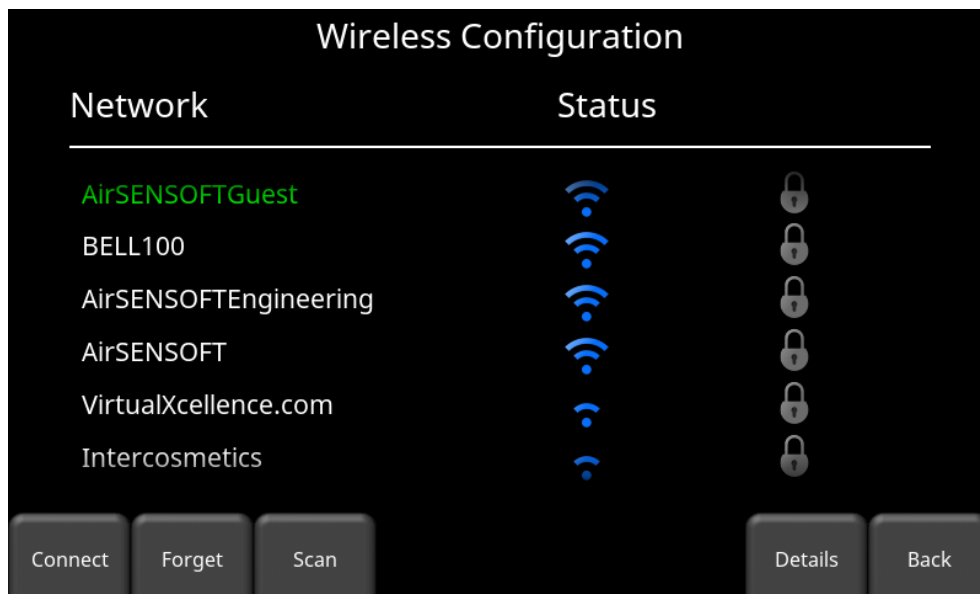 Wireless Configuration
Network Status
AirSENSOFTGuest
BELL100
AirSENSOFTEngineering
AirSENSOFT
VirtualXcellence.com
Intercosmetics
Connect Forget Scan Details Back